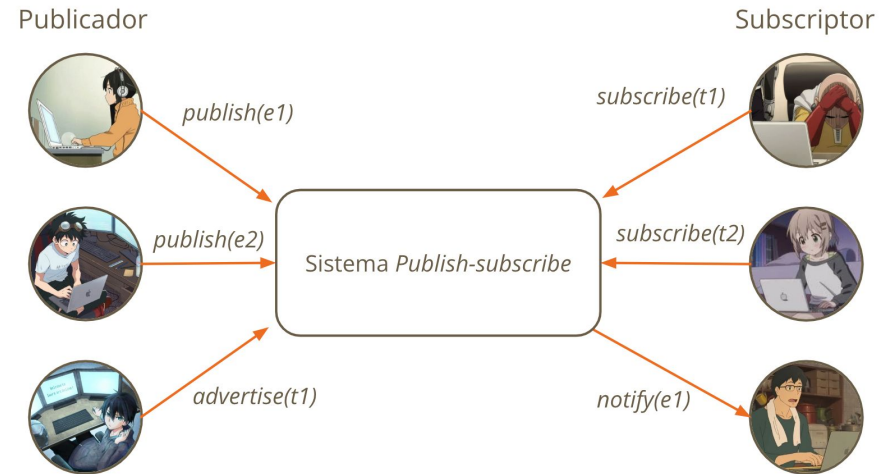 Publicador
Subscriptor
publish(e1)
subscribe(t1)
publish(e2)
subscribe(t2)
Sistema Publish-subscribe
advertise(t1)
notify(e1)